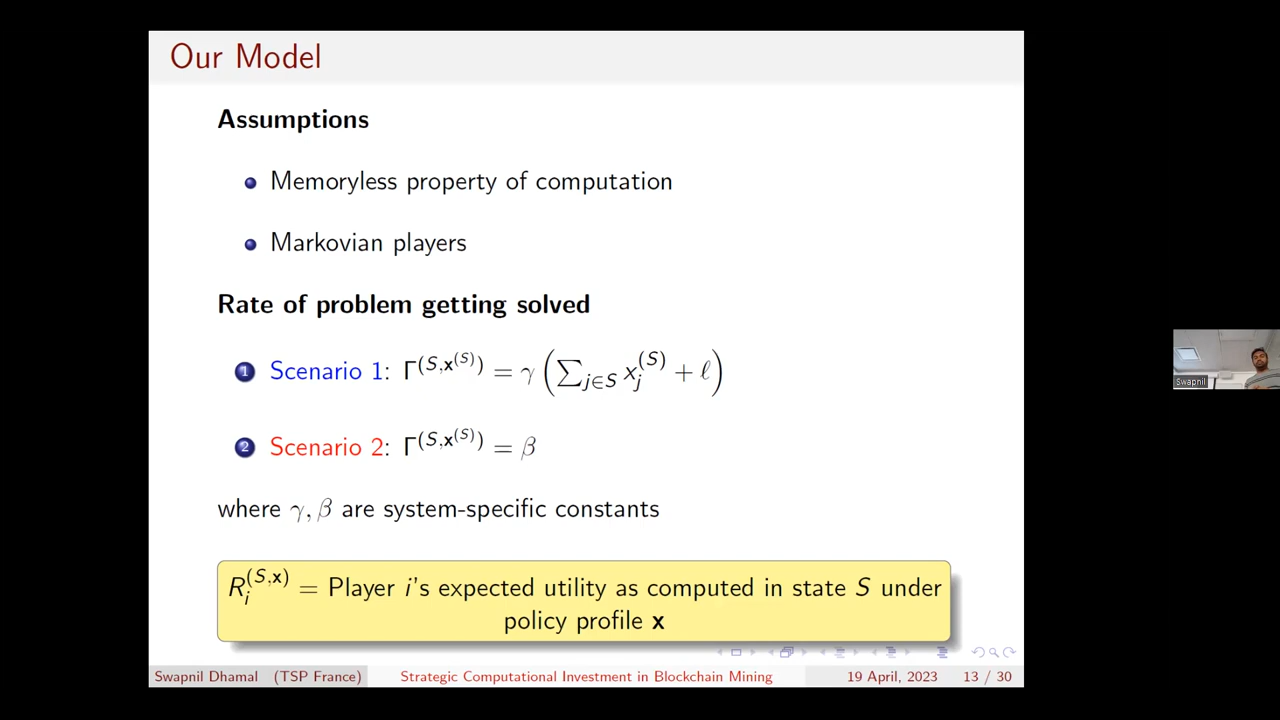 Our Model
Assumptions
Memoryless property of computation
Markovian players
Rate of problem getting solved
1 Scenario 1: Γ^(S,x^(S)) = γ (∑_{j∈S} x_j^(S) + ℓ)
2 Scenario 2: Γ^(S,x^(S)) = β
where γ, β are system-specific constants
R_i^(S,x) = Player i's expected utility as computed in state S under
policy profile x
Swapnil Dhamal (TSP France) Strategic Computational Investment in Blockchain Mining 19 April, 2023 13 / 30
Swapnil